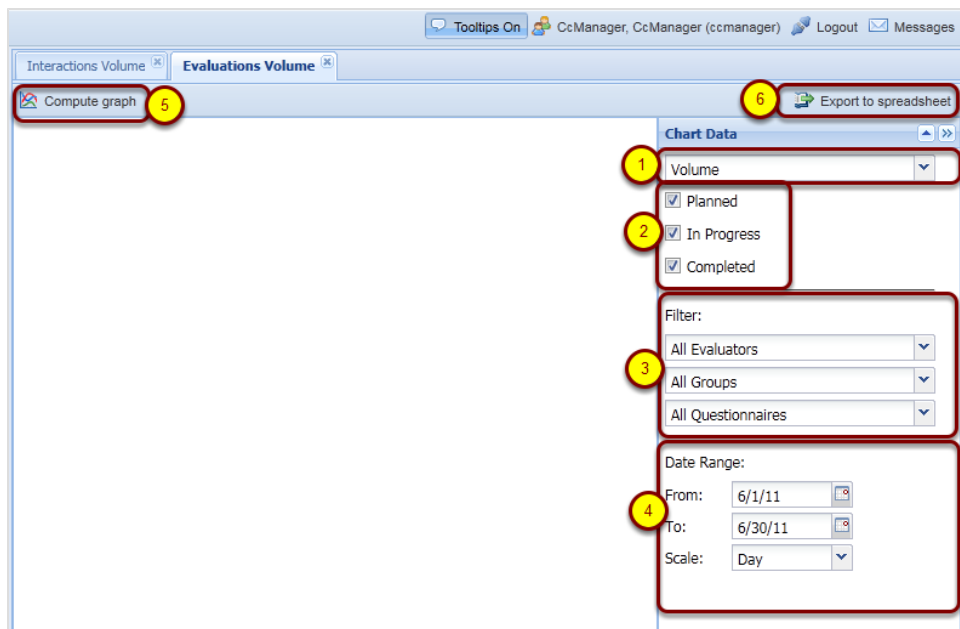 Tooltips On CcManager, CcManager (ccmanager) Logout Messages
Interactions Volume Evaluations Volume
Compute graph 5 6 Export to spreadsheet
Chart Data
1 Volume
Planned
2 In Progress
Completed
Filter:
All Evaluators
3 All Groups
All Questionnaires
Date Range:
From: 6/1/11
4
To: 6/30/11
Scale: Day